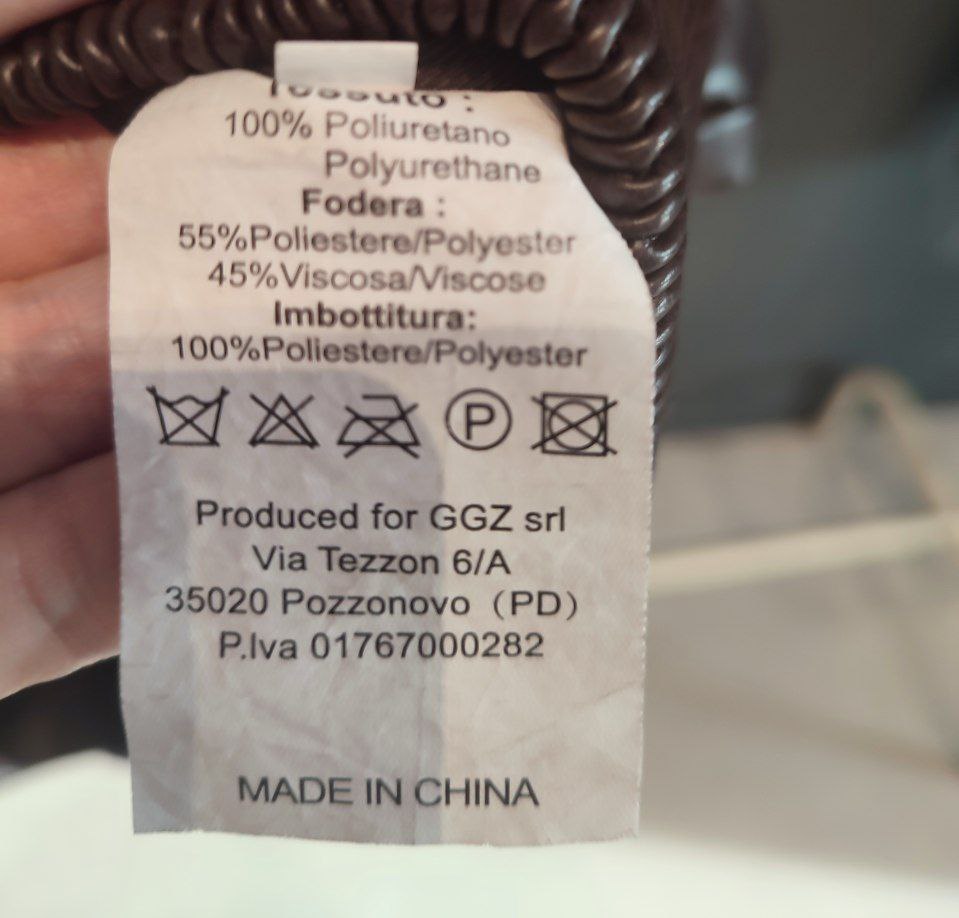 Tessuto :
100% Poliuretano
Polyurethane
Fodera :
55%Poliestere/Polyester
45%Viscosa/Viscose
Imbottitura:
100%Poliestere/Polyester
P
Produced for GGZ srl
Via Tezzon 6/A
35020 Pozzonovo（PD）
P.Iva 01767000282
MADE IN CHINA